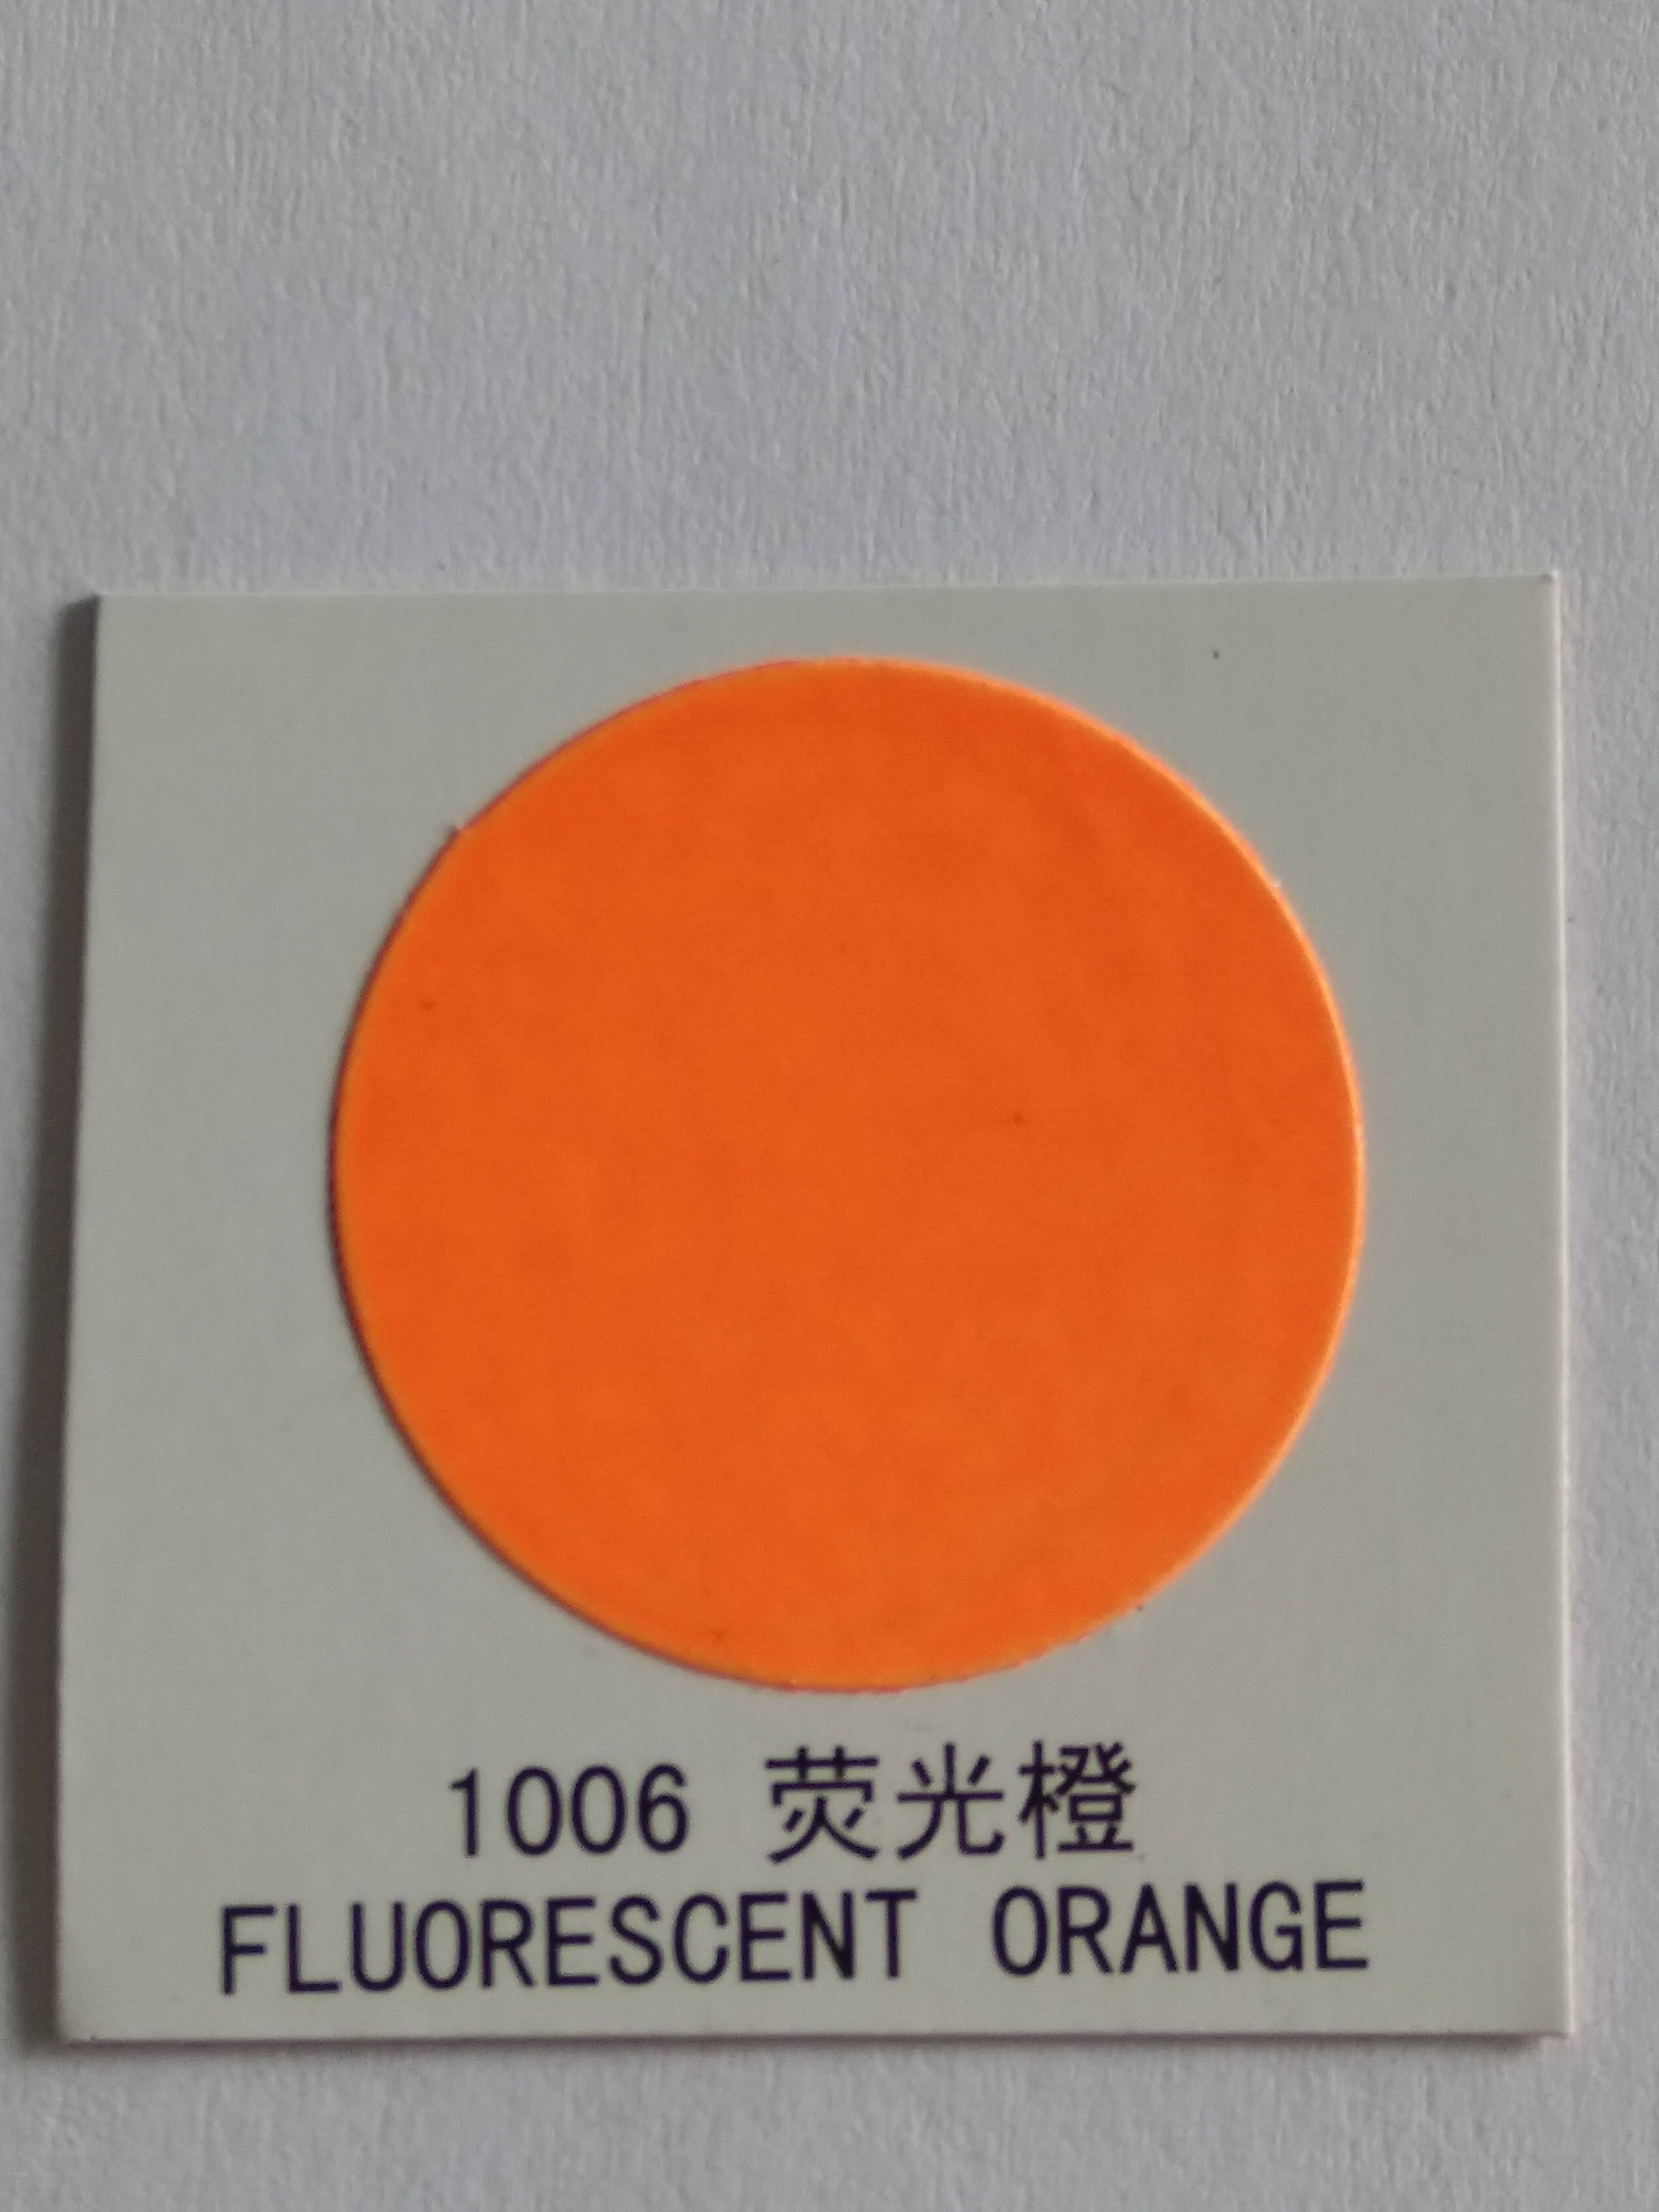 1006 荧光橙
FLUORESCENT ORANGE